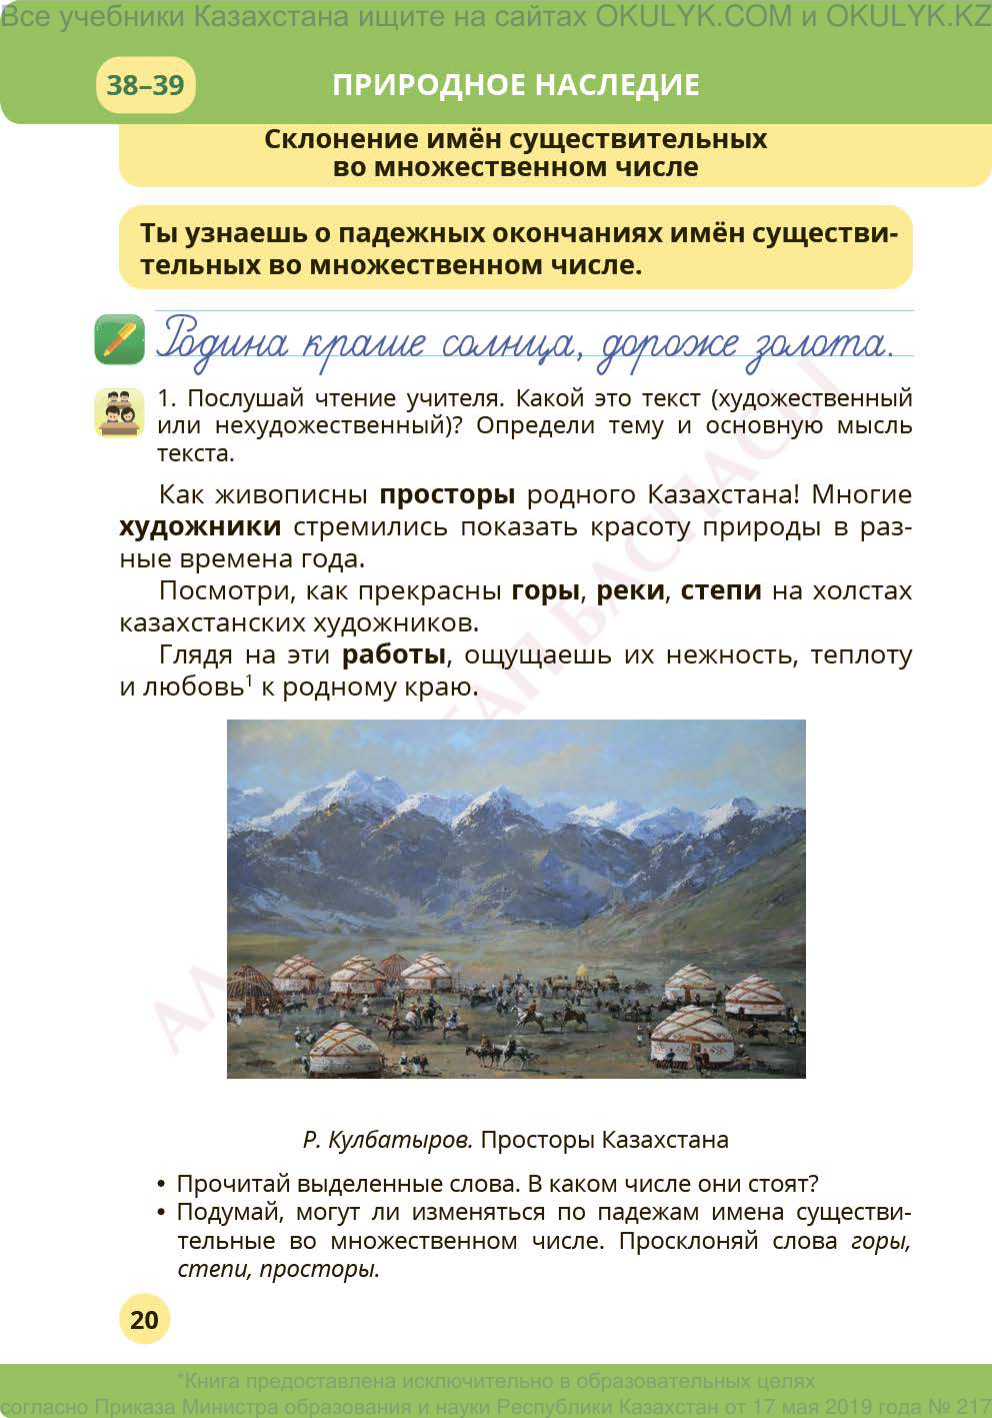 Все учебники Казахстана ищите на сайтах OKULYK.COM и OKULYK.KZ
38–39
ПРИРОДНОЕ НАСЛЕДИЕ
Склонение имён существительных
во множественном числе
Ты узнаешь о падежных окончаниях имён существи-
тельных во множественном числе.
Родина краше солнца, дороже золота.
1. Послушай чтение учителя. Какой это текст (художественный
или нехудожественный)? Определи тему и основную мысль
текста.
Как живописны просторы родного Казахстана! Многие
художники стремились показать красоту природы в раз-
ные времена года.
Посмотри, как прекрасны горы, реки, степи на холстах
казахстанских художников.
Глядя на эти работы, ощущаешь их нежность, теплоту
и любовь¹ к родному краю.
Р. Кулбатыров. Просторы Казахстана
• Прочитай выделенные слова. В каком числе они стоят?
• Подумай, могут ли изменяться по падежам имена существи-
тельные во множественном числе. Просклоняй слова горы,
степи, просторы.
20
*Книга предоставлена исключительно в образовательных целях
согласно Приказа Министра образования и науки Республики Казахстан от 17 мая 2019 года № 217